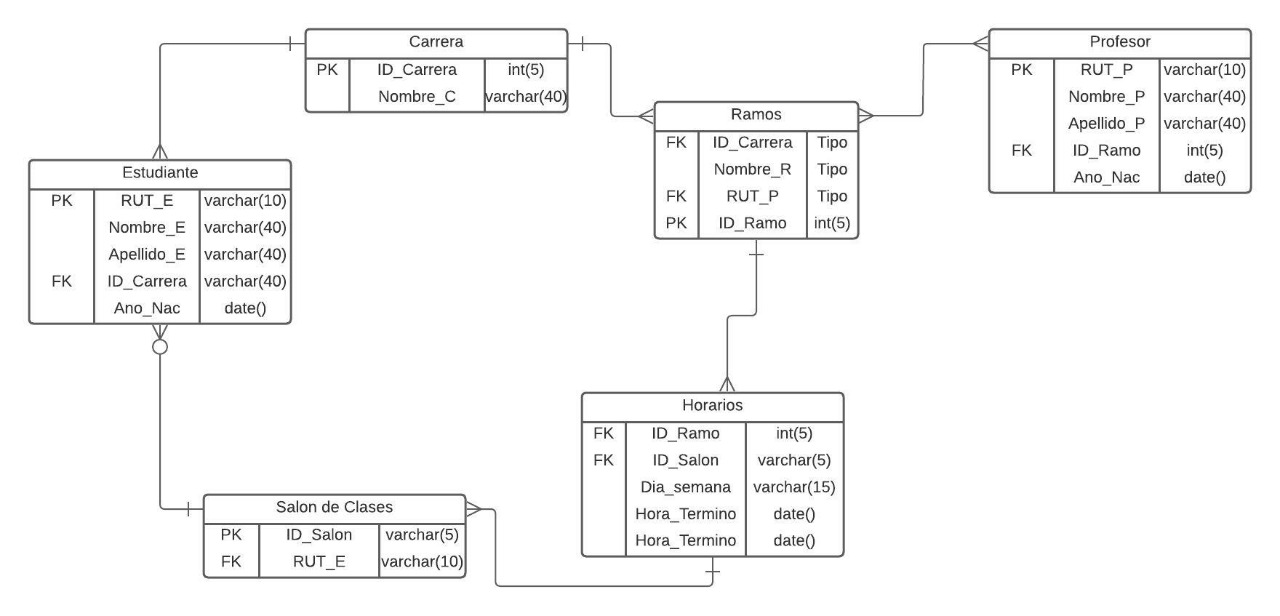 Carrera
PK ID_Carrera int(5)
Nombre_C varchar(40)
Profesor
PK RUT_P varchar(10)
Nombre_P varchar(40)
Apellido_P varchar(40)
FK ID_Ramo int(5)
Ano_Nac date()
Ramos
FK ID_Carrera Tipo
Nombre_R Tipo
FK RUT_P Tipo
PK ID_Ramo int(5)
Estudiante
PK RUT_E varchar(10)
Nombre_E varchar(40)
Apellido_E varchar(40)
FK ID_Carrera varchar(40)
Ano_Nac date()
Horarios
FK ID_Ramo int(5)
FK ID_Salon varchar(5)
Dia_semana varchar(15)
Hora_Termino date()
Hora_Termino date()
Salon de Clases
PK ID_Salon varchar(5)
FK RUT_E varchar(10)